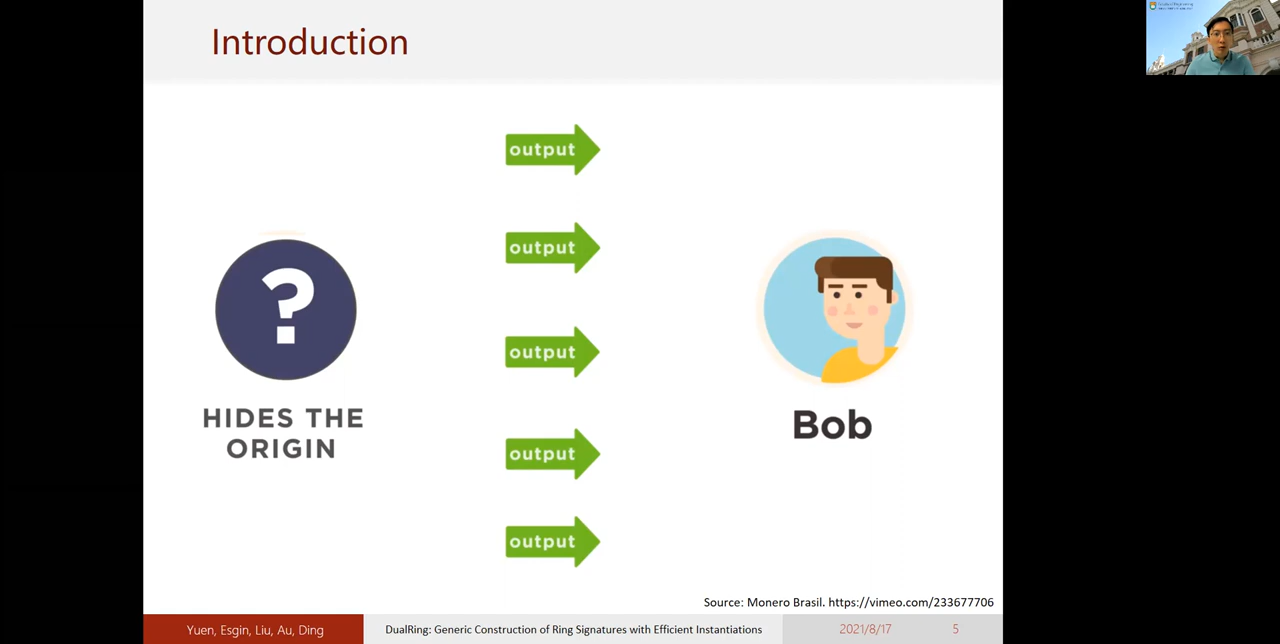 Introduction
output
output
?
HIDES THE
ORIGIN
output
Bob
output
output
Source: Monero Brasil. https://vimeo.com/233677706
Yuen, Esgin, Liu, Au, Ding
DualRing: Generic Construction of Ring Signatures with Efficient Instantiations
2021/8/17
5